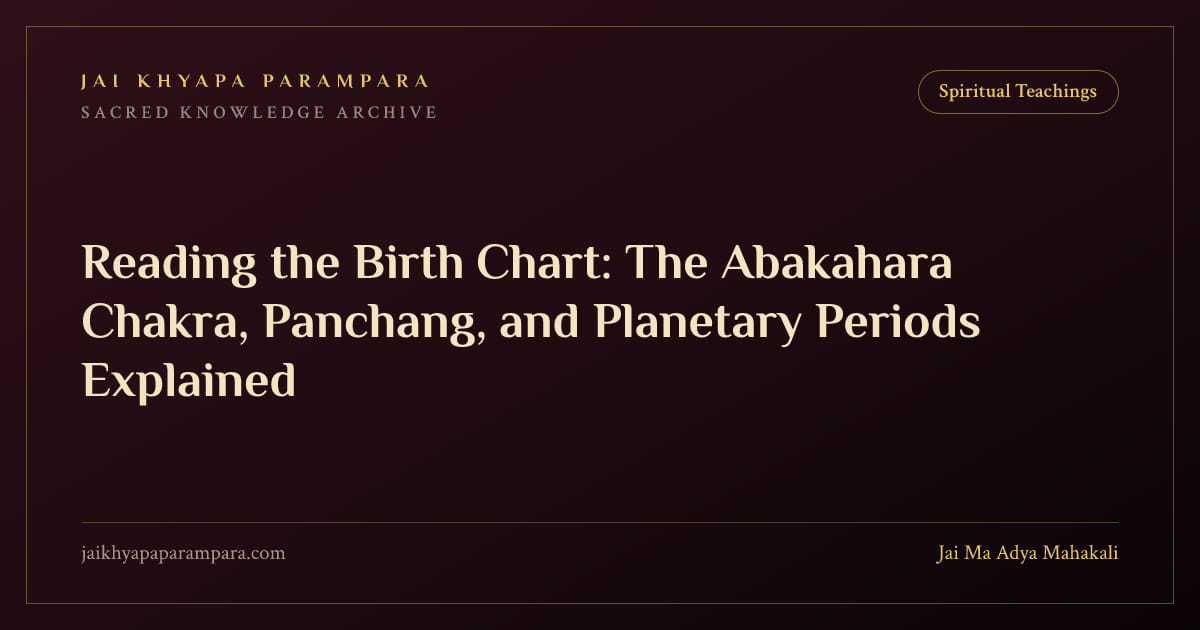 JAI KHYAPA PARAMPARA
SACRED KNOWLEDGE ARCHIVE
Spiritual Teachings
Reading the Birth Chart: The Abakahara
Chakra, Panchang, and Planetary Periods
Explained
jaikhyapaparampara.com
Jai Ma Adya Mahakali